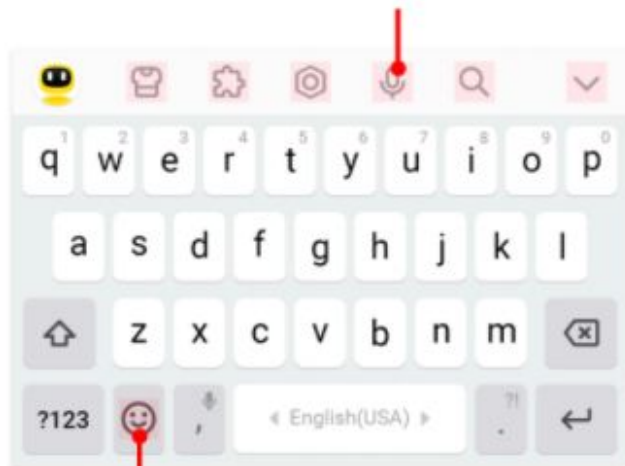 1 2 3 4 5 6 7 8 9 0
q w e r t y u i o p
a s d f g h j k l
z x c v b n m
?!
?123 , English(USA) .